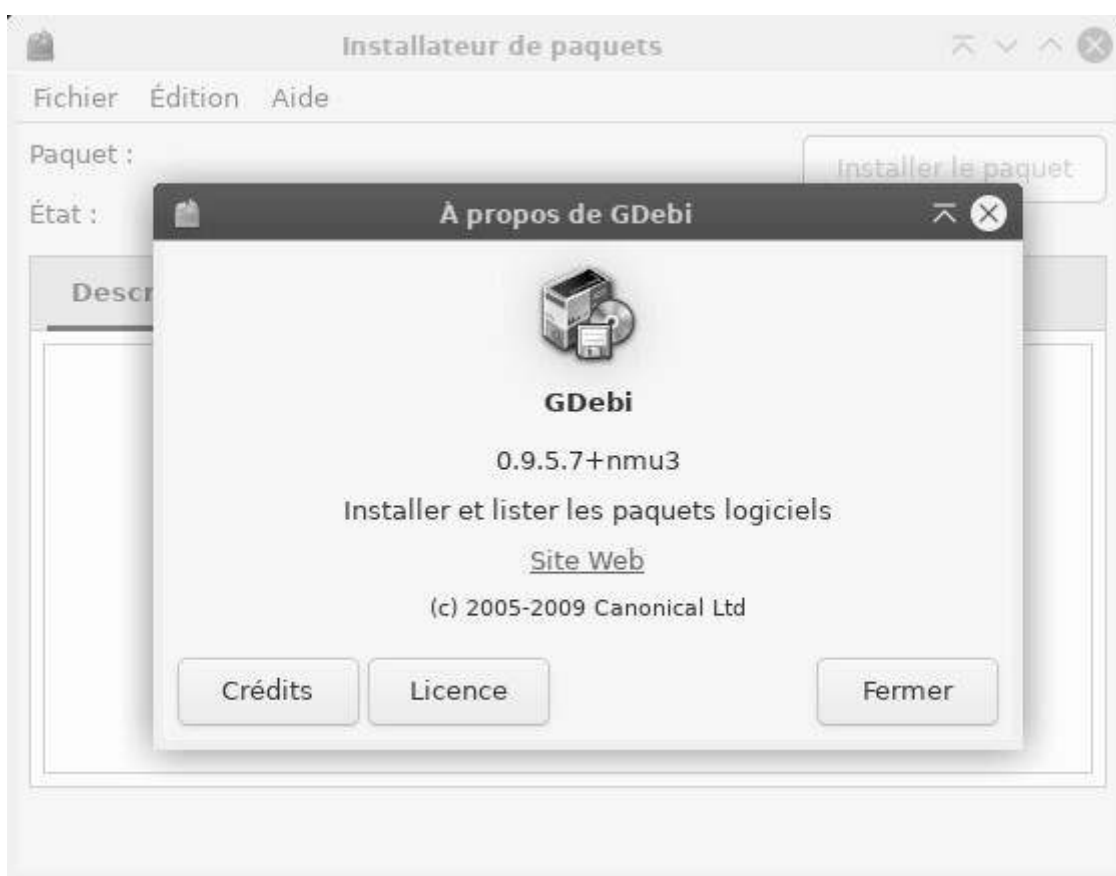 Installateur de paquets
Fichier Édition Aide
Paquet :
Installer le paquet
État :
À propos de GDebi
Descr
GDebi
0.9.5.7+nmu3
Installer et lister les paquets logiciels
Site Web
(c) 2005-2009 Canonical Ltd
Crédits Licence Fermer